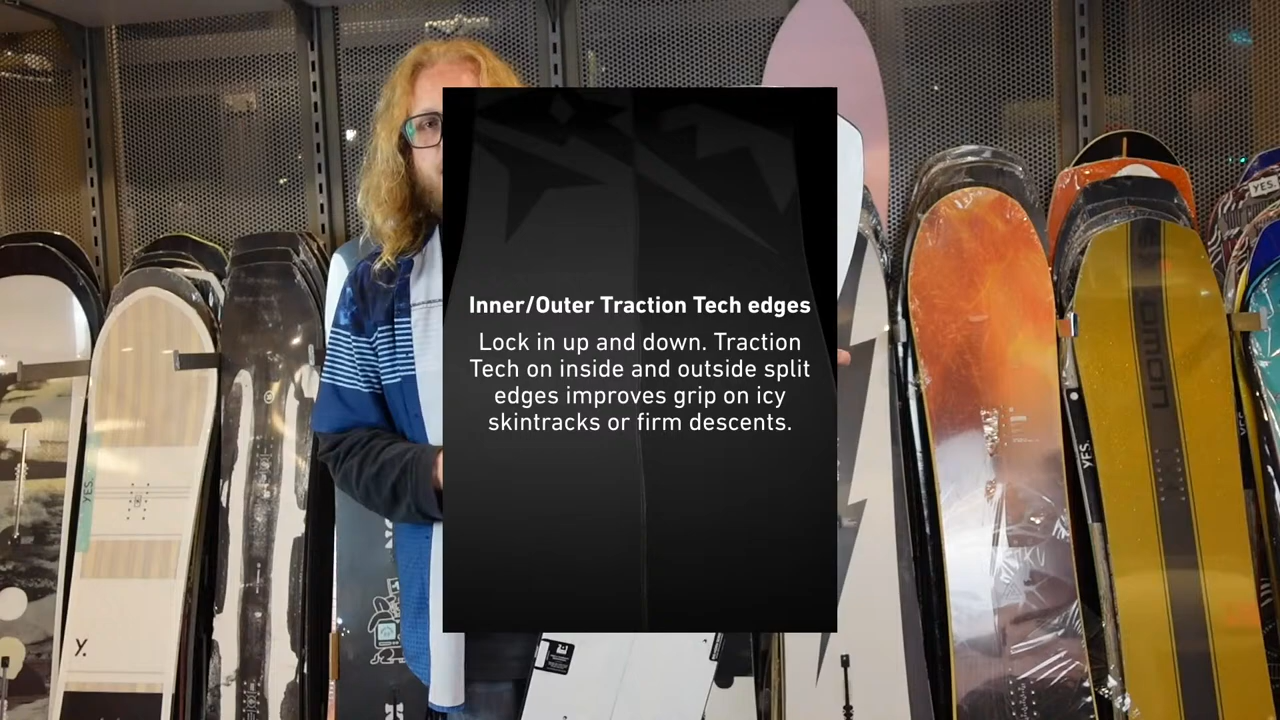 Inner/Outer Traction Tech edges
Lock in up and down. Traction
Tech on inside and outside split
edges improves grip on icy
skintracks or firm descents.
YES.
YES.
YES.
Y.